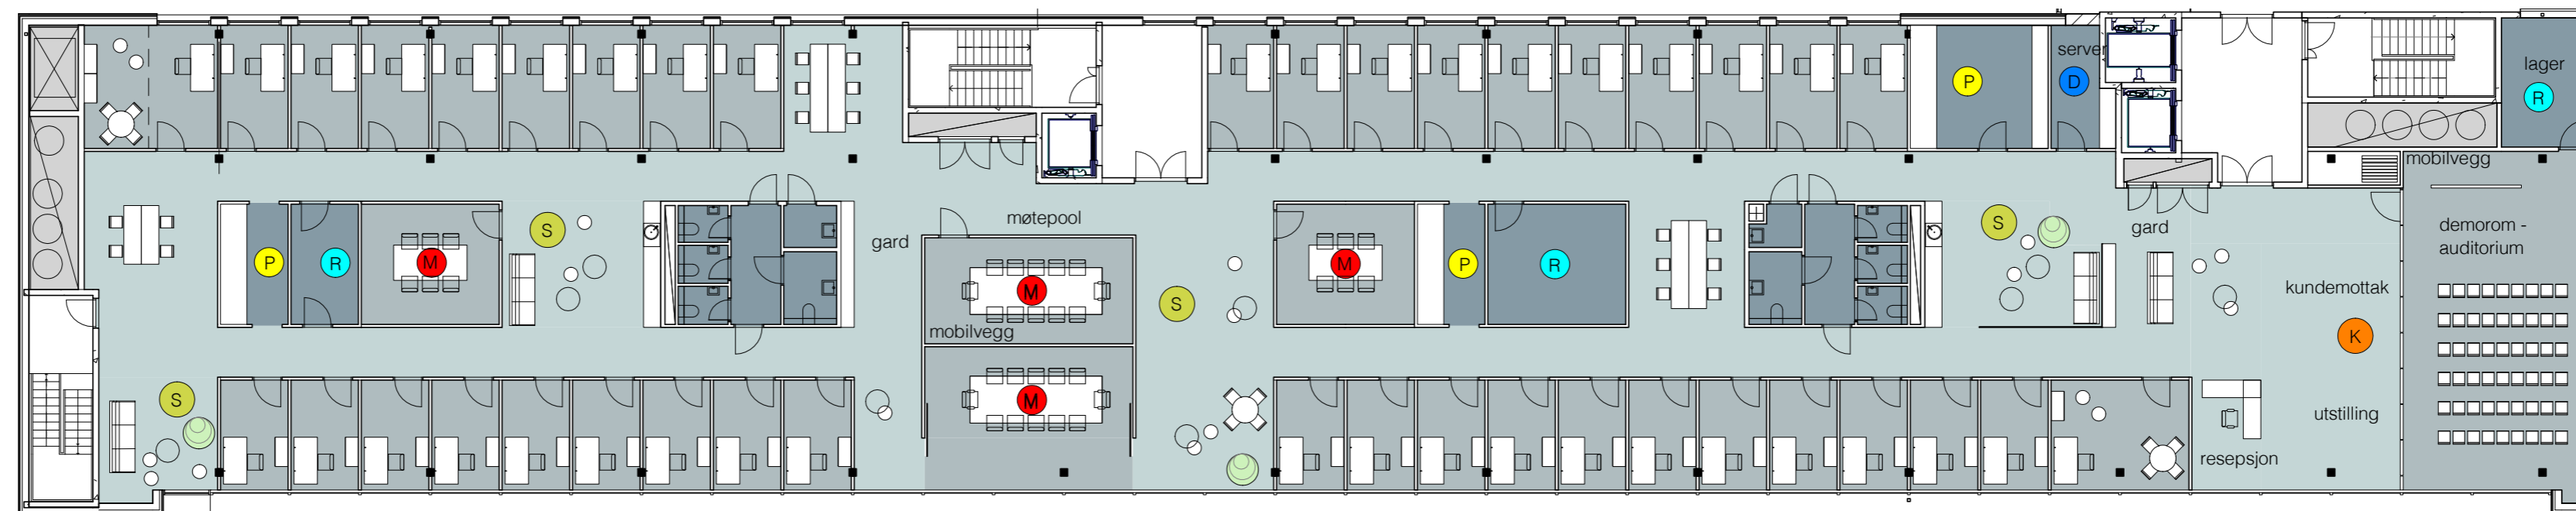 server
lager
P
D
R
mobilvegg
møtepool
S
S
gard
gard
demorom -
auditorium
P
R
M
M
P
R
M
kundemottak
S
mobilvegg
K
S
M
utstilling
resepsjon